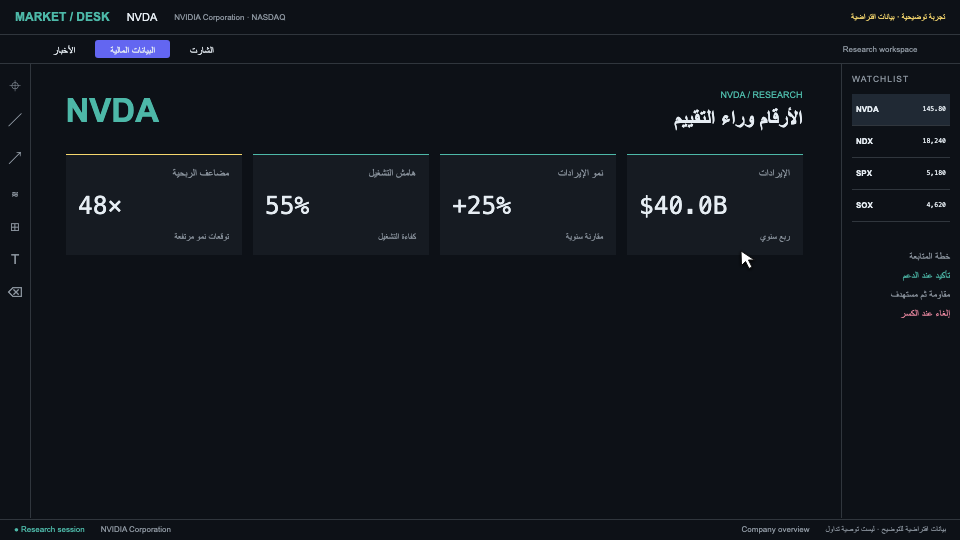 MARKET / DESK NVDA NVIDIA Corporation · NASDAQ
تجربة توضيحية · بيانات افتراضية
الشارت البيانات المالية الأخبار
Research workspace
NVDA / RESEARCH
الأرقام وراء التقييم
NVDA
الإيرادات
$40.0B
ربع سنوي
نمو الإيرادات
+25%
مقارنة سنوية
هامش التشغيل
55%
كفاءة التشغيل
مضاعف الربحية
48×
توقعات نمو مرتفعة
T
WATCHLIST
NVDA 145.80
NDX 18,240
SPX 5,180
SOX 4,620
خطة المتابعة
تأكيد عند الدعم
مقاومة ثم مستهدف
إلغاء عند الكسر
Research session NVIDIA Corporation
Company overview بيانات افتراضية للتوضيح · ليست توصية تداول